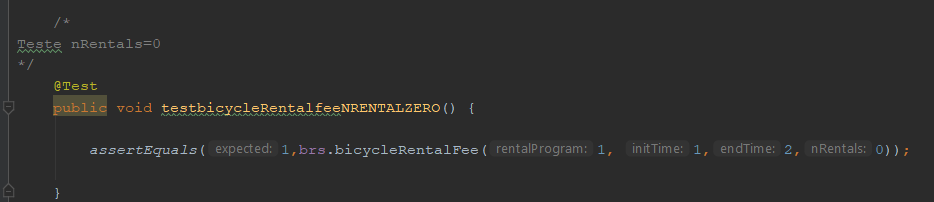 /*
Teste nRentals=0
*/
@Test
public void testbicycleRentalfeeNRENTALZERO() {
assertEquals( expected: 1,brs.bicycleRentalFee( rentalProgram: 1, initTime: 1, endTime: 2, nRentals: 0));
}